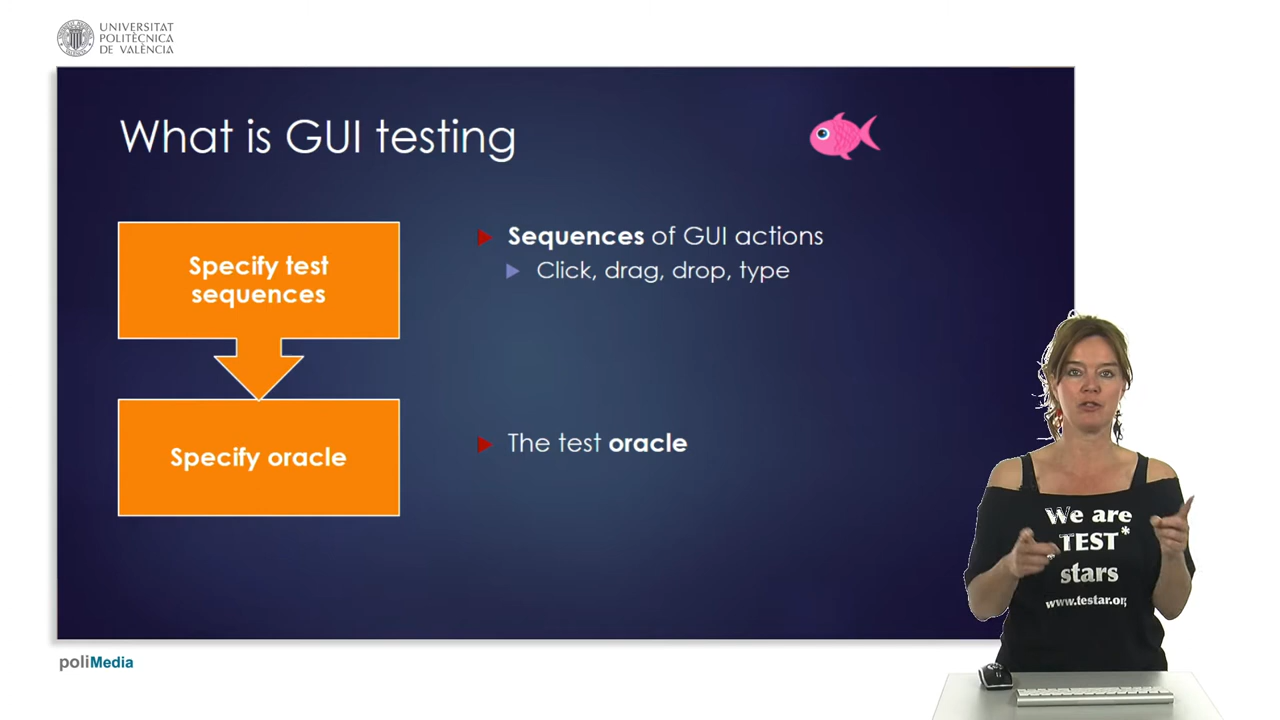 UNIVERSITAT
POLITÈCNICA
DE VALÈNCIA
What is GUI testing
Specify test
sequences
Sequences of GUI actions
Click, drag, drop, type
Specify oracle
The test oracle
We are
TEST*
stars
www.testar.org
poliMedia